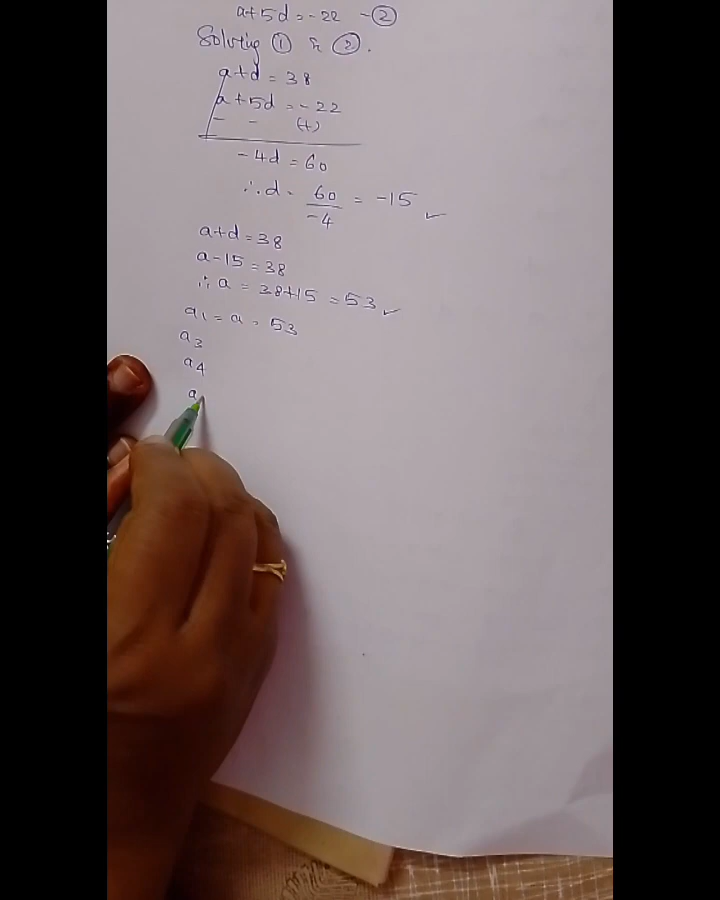 a+5d = -22 - ②
Solving ① & ②.
a+d = 38
a+5d = -22
- - (+)
-4d = 60
∴d = 60/-4 = -15 ✓
a+d = 38
a-15 = 38
∴ a = 38+15 = 53 ✓
a₁ = a = 53
a₃
a₄
a